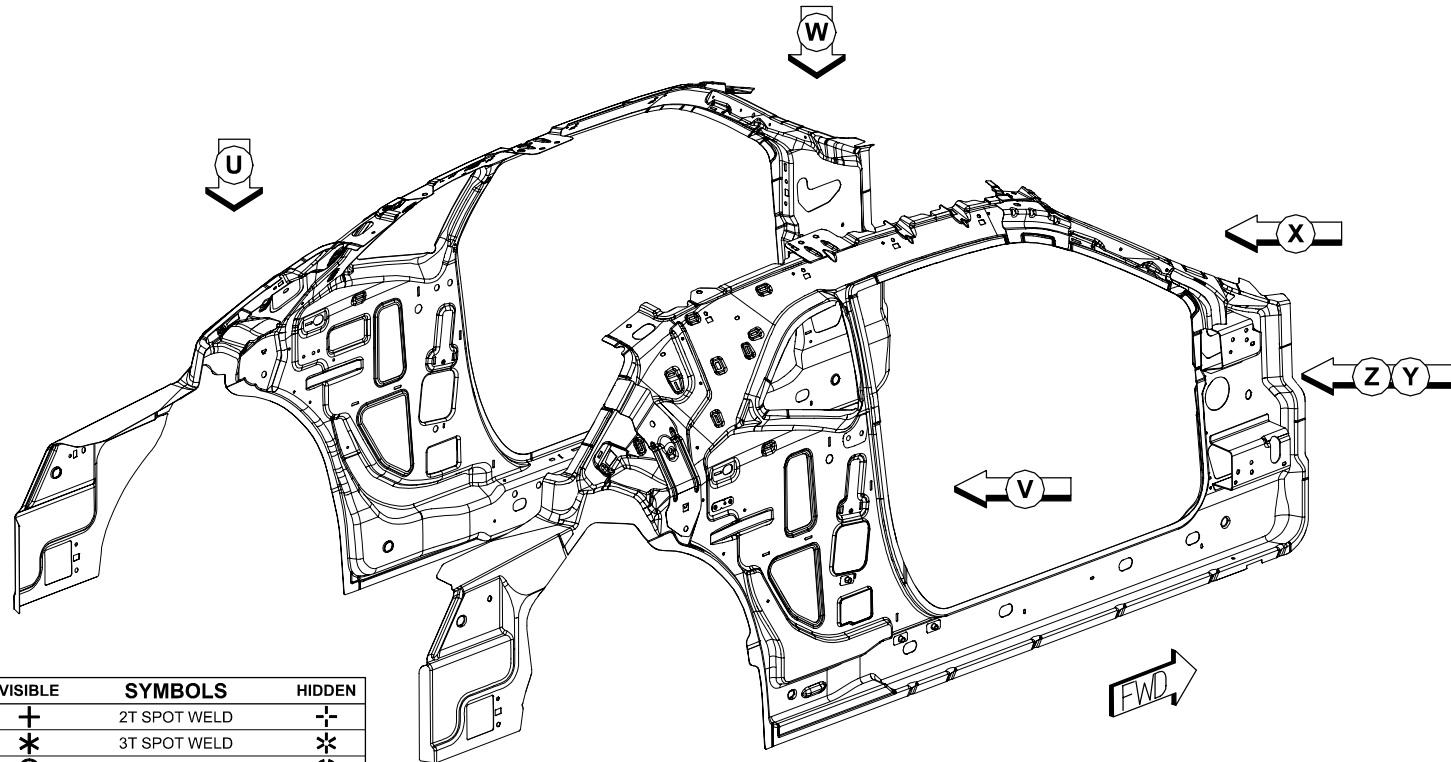 W
U
X
Z Y
V
FWD
VISIBLE SYMBOLS HIDDEN
2T SPOT WELD
3T SPOT WELD